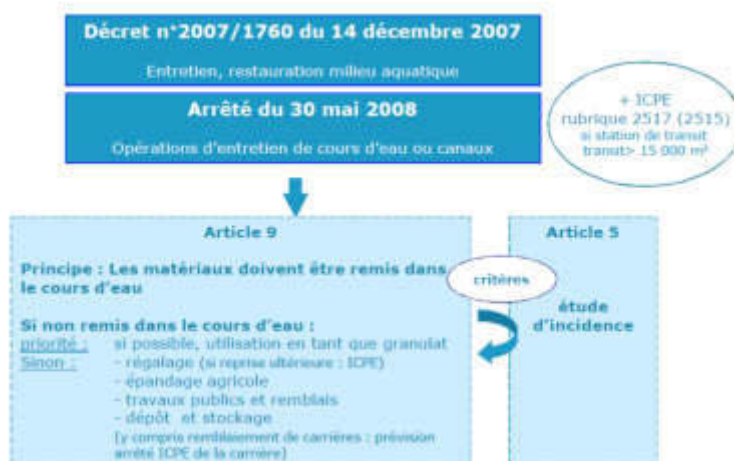 Décret n°2007/1760 du 14 décembre 2007
Entretien, restauration milieu aquatique
Arrêté du 30 mai 2008
Opérations d'entretien de cours d'eau ou canaux
+ ICPE
rubrique 2517 (2515)
si station de transit
transit> 15 000 m³
Article 9
Principe : Les matériaux doivent être remis dans
le cours d'eau
Si non remis dans le cours d'eau :
priorité : si possible, utilisation en tant que granulat
Sinon : - régalage (si reprise ultérieure : ICPE)
- épandage agricole
- travaux publics et remblais
- dépôt et stockage
(y compris remblaiement de carrières : prévision
arrêté ICPE de la carrière)
critères
Article 5
étude
d'incidence